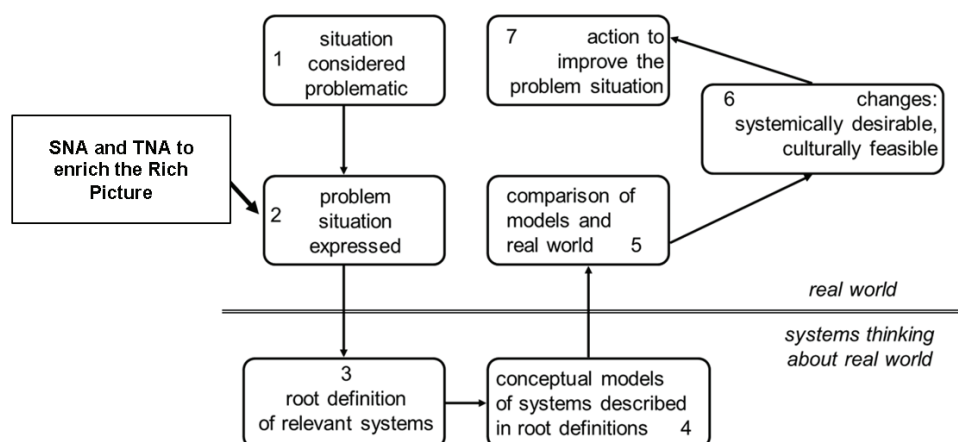 1
situation
considered
problematic
7
action to
improve the
problem situation
6
changes:
systemically desirable,
culturally feasible
SNA and TNA to
enrich the Rich
Picture
2
problem
situation
expressed
comparison of
models and
real world 5
real world
systems thinking
about real world
3
root definition
of relevant systems
conceptual models
of systems described
in root definitions 4